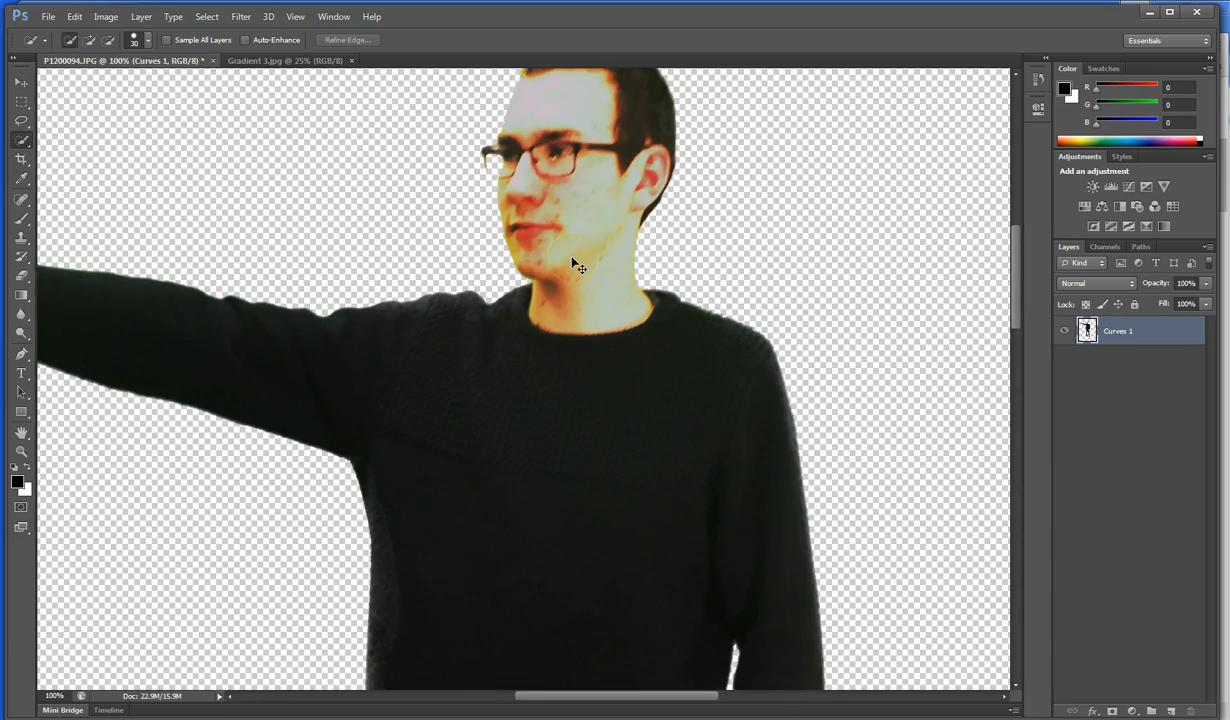 Ps File Edit Image Layer Type Select Filter 3D View Window Help
30 Sample All Layers Auto-Enhance Refine Edge... Essentials
P1200094.JPG @ 100% (Curves 1, RGB/8) * × Gradient 3.jpg @ 25% (RGB/8) ×
Color Swatches
R 0
G 0
B 0
Adjustments Styles
Add an adjustment
Layers Channels Paths
Kind
Normal Opacity: 100%
Lock: Fill: 100%
Curves 1
100% Doc: 22.9M/15.9M
Mini Bridge Timeline